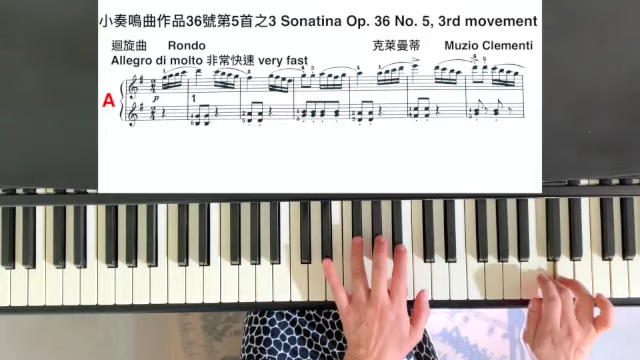 小奏鳴曲作品36號第5首之3 Sonatina Op. 36 No. 5, 3rd movement
迴旋曲 Rondo 克萊曼蒂 Muzio Clementi
Allegro di molto 非常快速 very fast
A
p
1